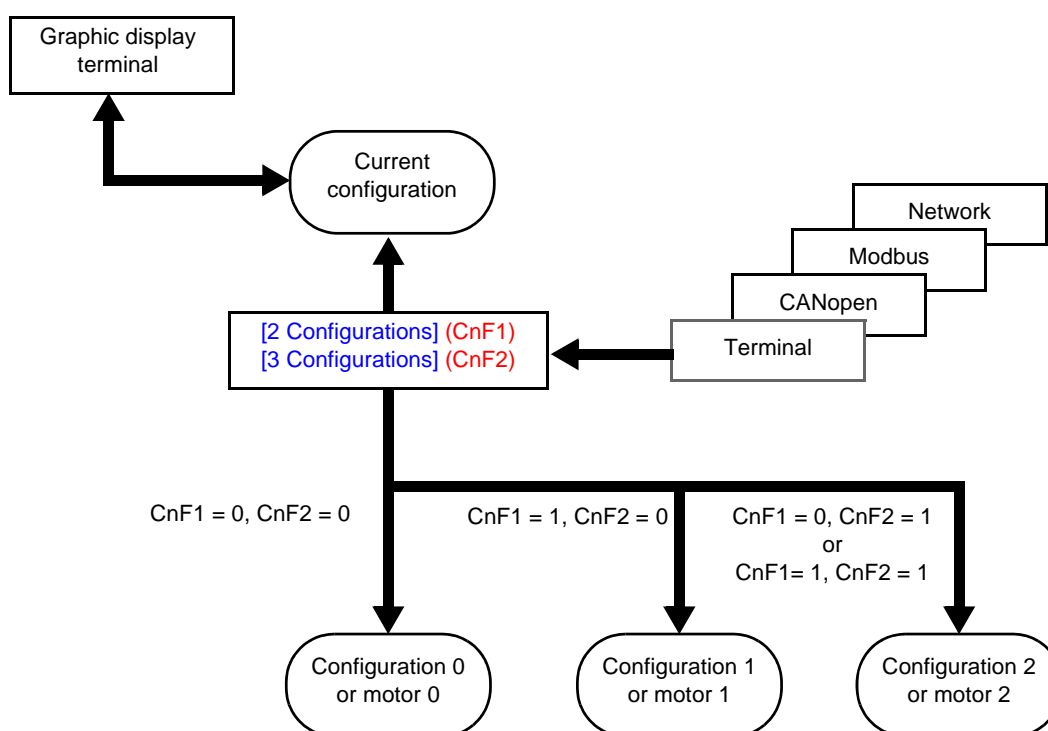 Graphic display
terminal
Current
configuration
Network
Modbus
CANopen
Terminal
[2 Configurations] (CnF1)
[3 Configurations] (CnF2)
CnF1 = 0, CnF2 = 0
CnF1 = 1, CnF2 = 0
CnF1 = 0, CnF2 = 1
or
CnF1= 1, CnF2 = 1
Configuration 0
or motor 0
Configuration 1
or motor 1
Configuration 2
or motor 2